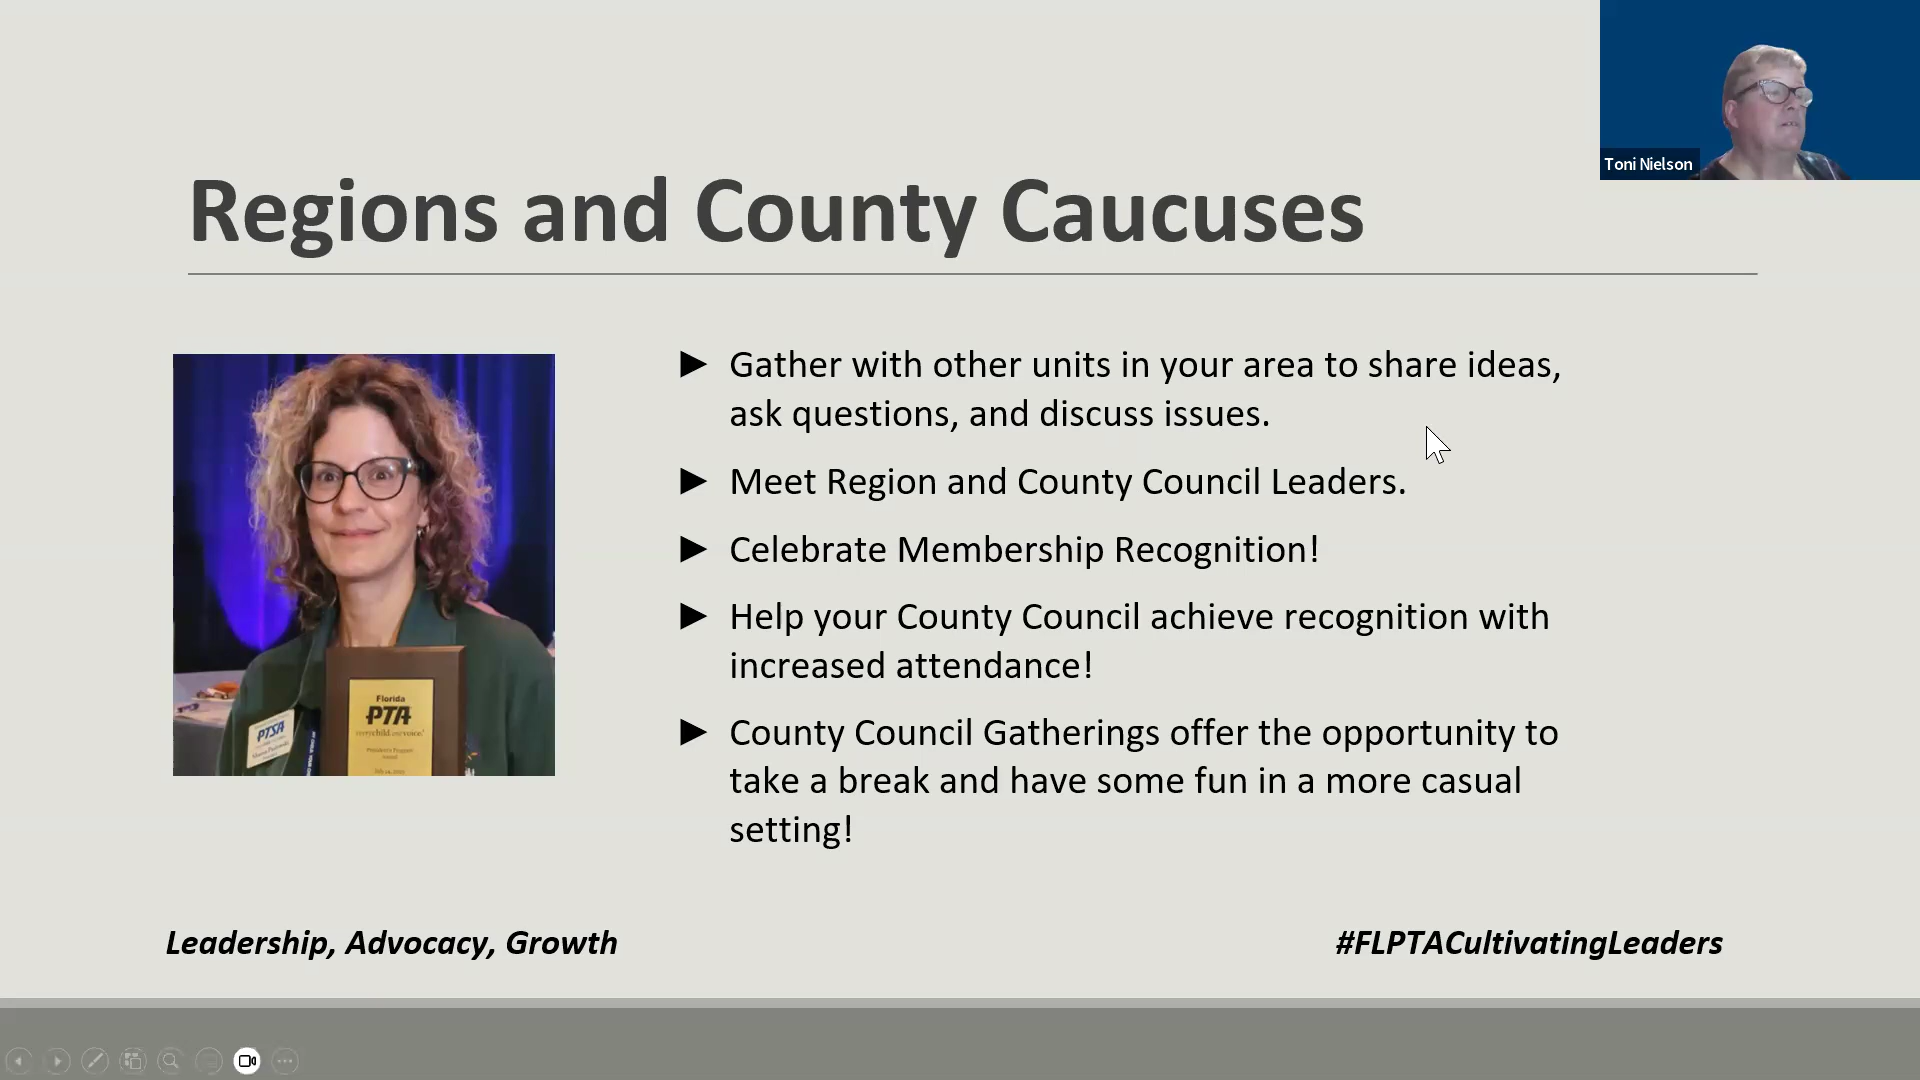 Toni Nielson
Regions and County Caucuses
► Gather with other units in your area to share ideas,
ask questions, and discuss issues.
► Meet Region and County Council Leaders.
► Celebrate Membership Recognition!
► Help your County Council achieve recognition with
increased attendance!
► County Council Gatherings offer the opportunity to
take a break and have some fun in a more casual
setting!
Florida
PTA
everychild.onevoice.
PTSA
Leadership, Advocacy, Growth
#FLPTACultivatingLeaders